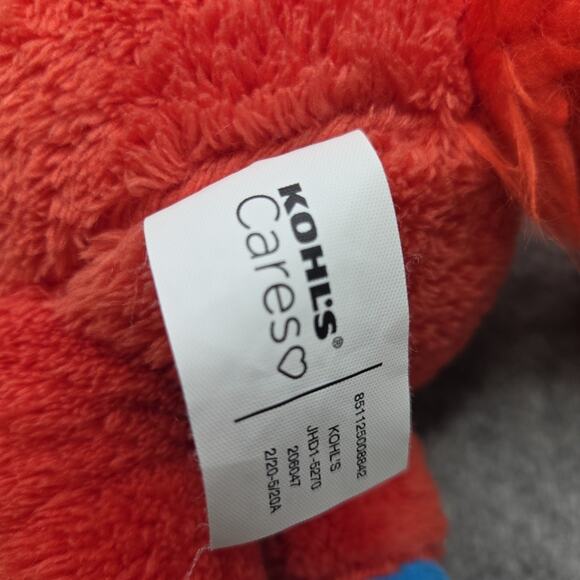 KOHL'S®
Cares♡
851125008842
KOHL'S
JHD1-5270
206047
2/20-5/20A